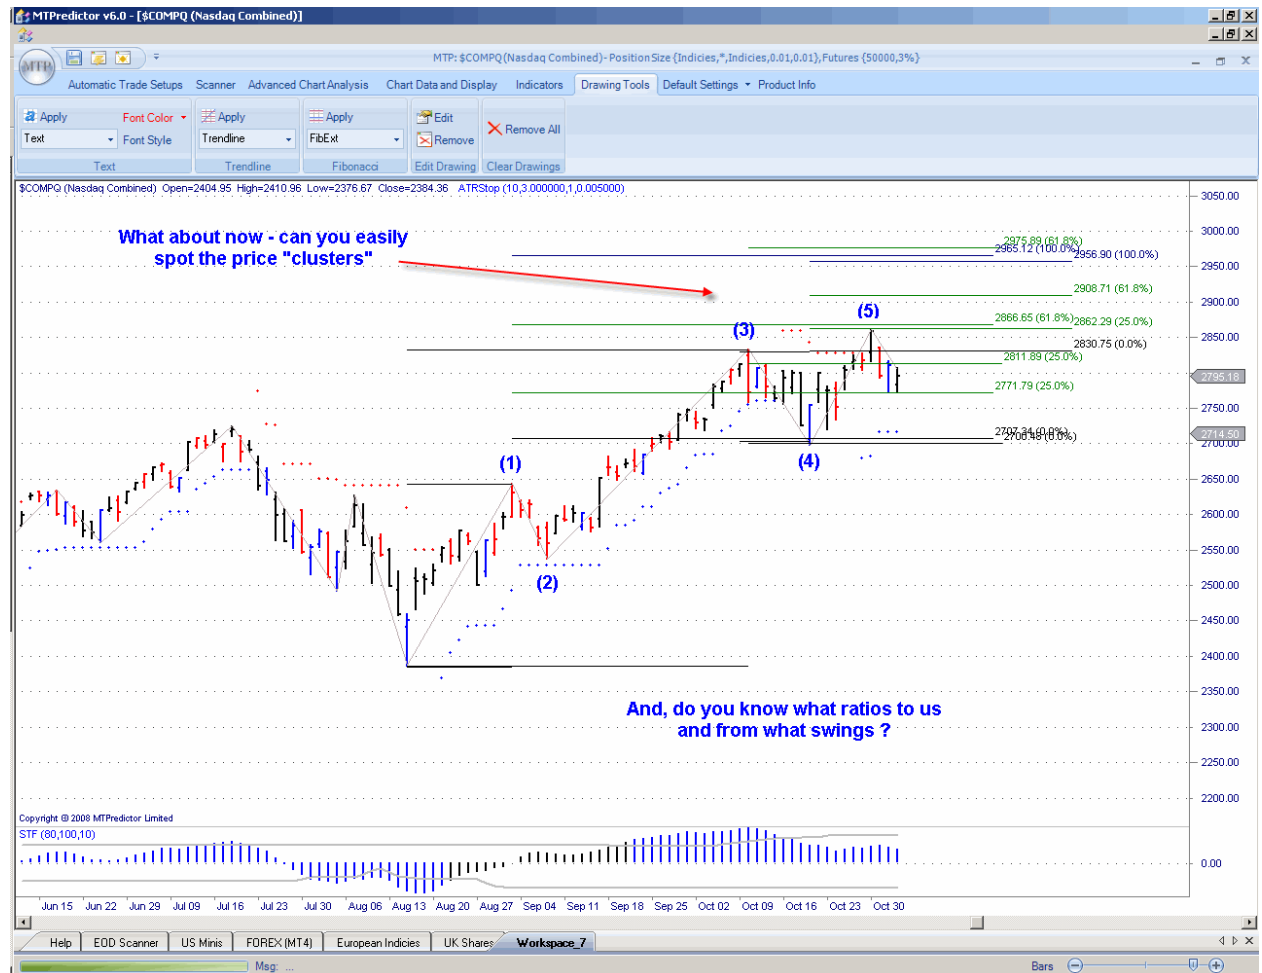 MTPredictor v6.0 - [$COMPQ (Nasdaq Combined)]
MTP
MTP: $COMPQ(Nasdaq Combined)- PositionSize {Indicies,*,Indicies,0.01,0.01},Futures {50000,3%}
Automatic Trade Setups Scanner Advanced Chart Analysis Chart Data and Display Indicators Drawing Tools Default Settings Product Info
Apply Font Color Apply Apply Edit
Text Font Style Trendline FibExt Remove Remove All
Text Trendline Fibonacci Edit Drawing Clear Drawings
$COMPQ (Nasdaq Combined) Open=2404.95 High=2410.96 Low=2376.67 Close=2384.36 ATRStop (10,3.000000,1,0.005000)
3050.00
What about now - can you easily
spot the price "clusters"
3000.00
2975.89 (61.8%)
2965.12 (100.0%)
2956.90 (100.0%)
2950.00
2908.71 (61.8%)
2900.00
(5)
2866.65 (61.8%)
2862.29 (25.0%)
(3)
2850.00
2830.75 (0.0%)
2811.89 (25.0%)
2795.18
2771.79 (25.0%)
2750.00
2707.34 (0.0%)
2714.50
2700.48 (0.0%)
2700.00
(1)
(4)
2650.00
2600.00
2550.00
(2)
2500.00
2450.00
2400.00
2350.00
And, do you know what ratios to us
and from what swings ?
2300.00
2250.00
2200.00
Copyright © 2008 MTPredictor Limited
STF (80,100,10)
0.00
Jun 15 Jun 22 Jun 29 Jul 09 Jul 16 Jul 23 Jul 30 Aug 06 Aug 13 Aug 20 Aug 27 Sep 04 Sep 11 Sep 18 Sep 25 Oct 02 Oct 09 Oct 16 Oct 23 Oct 30
Help EOD Scanner US Minis FOREX (MT4) European Indicies UK Shares Workspace_7
Msg: ... Bars